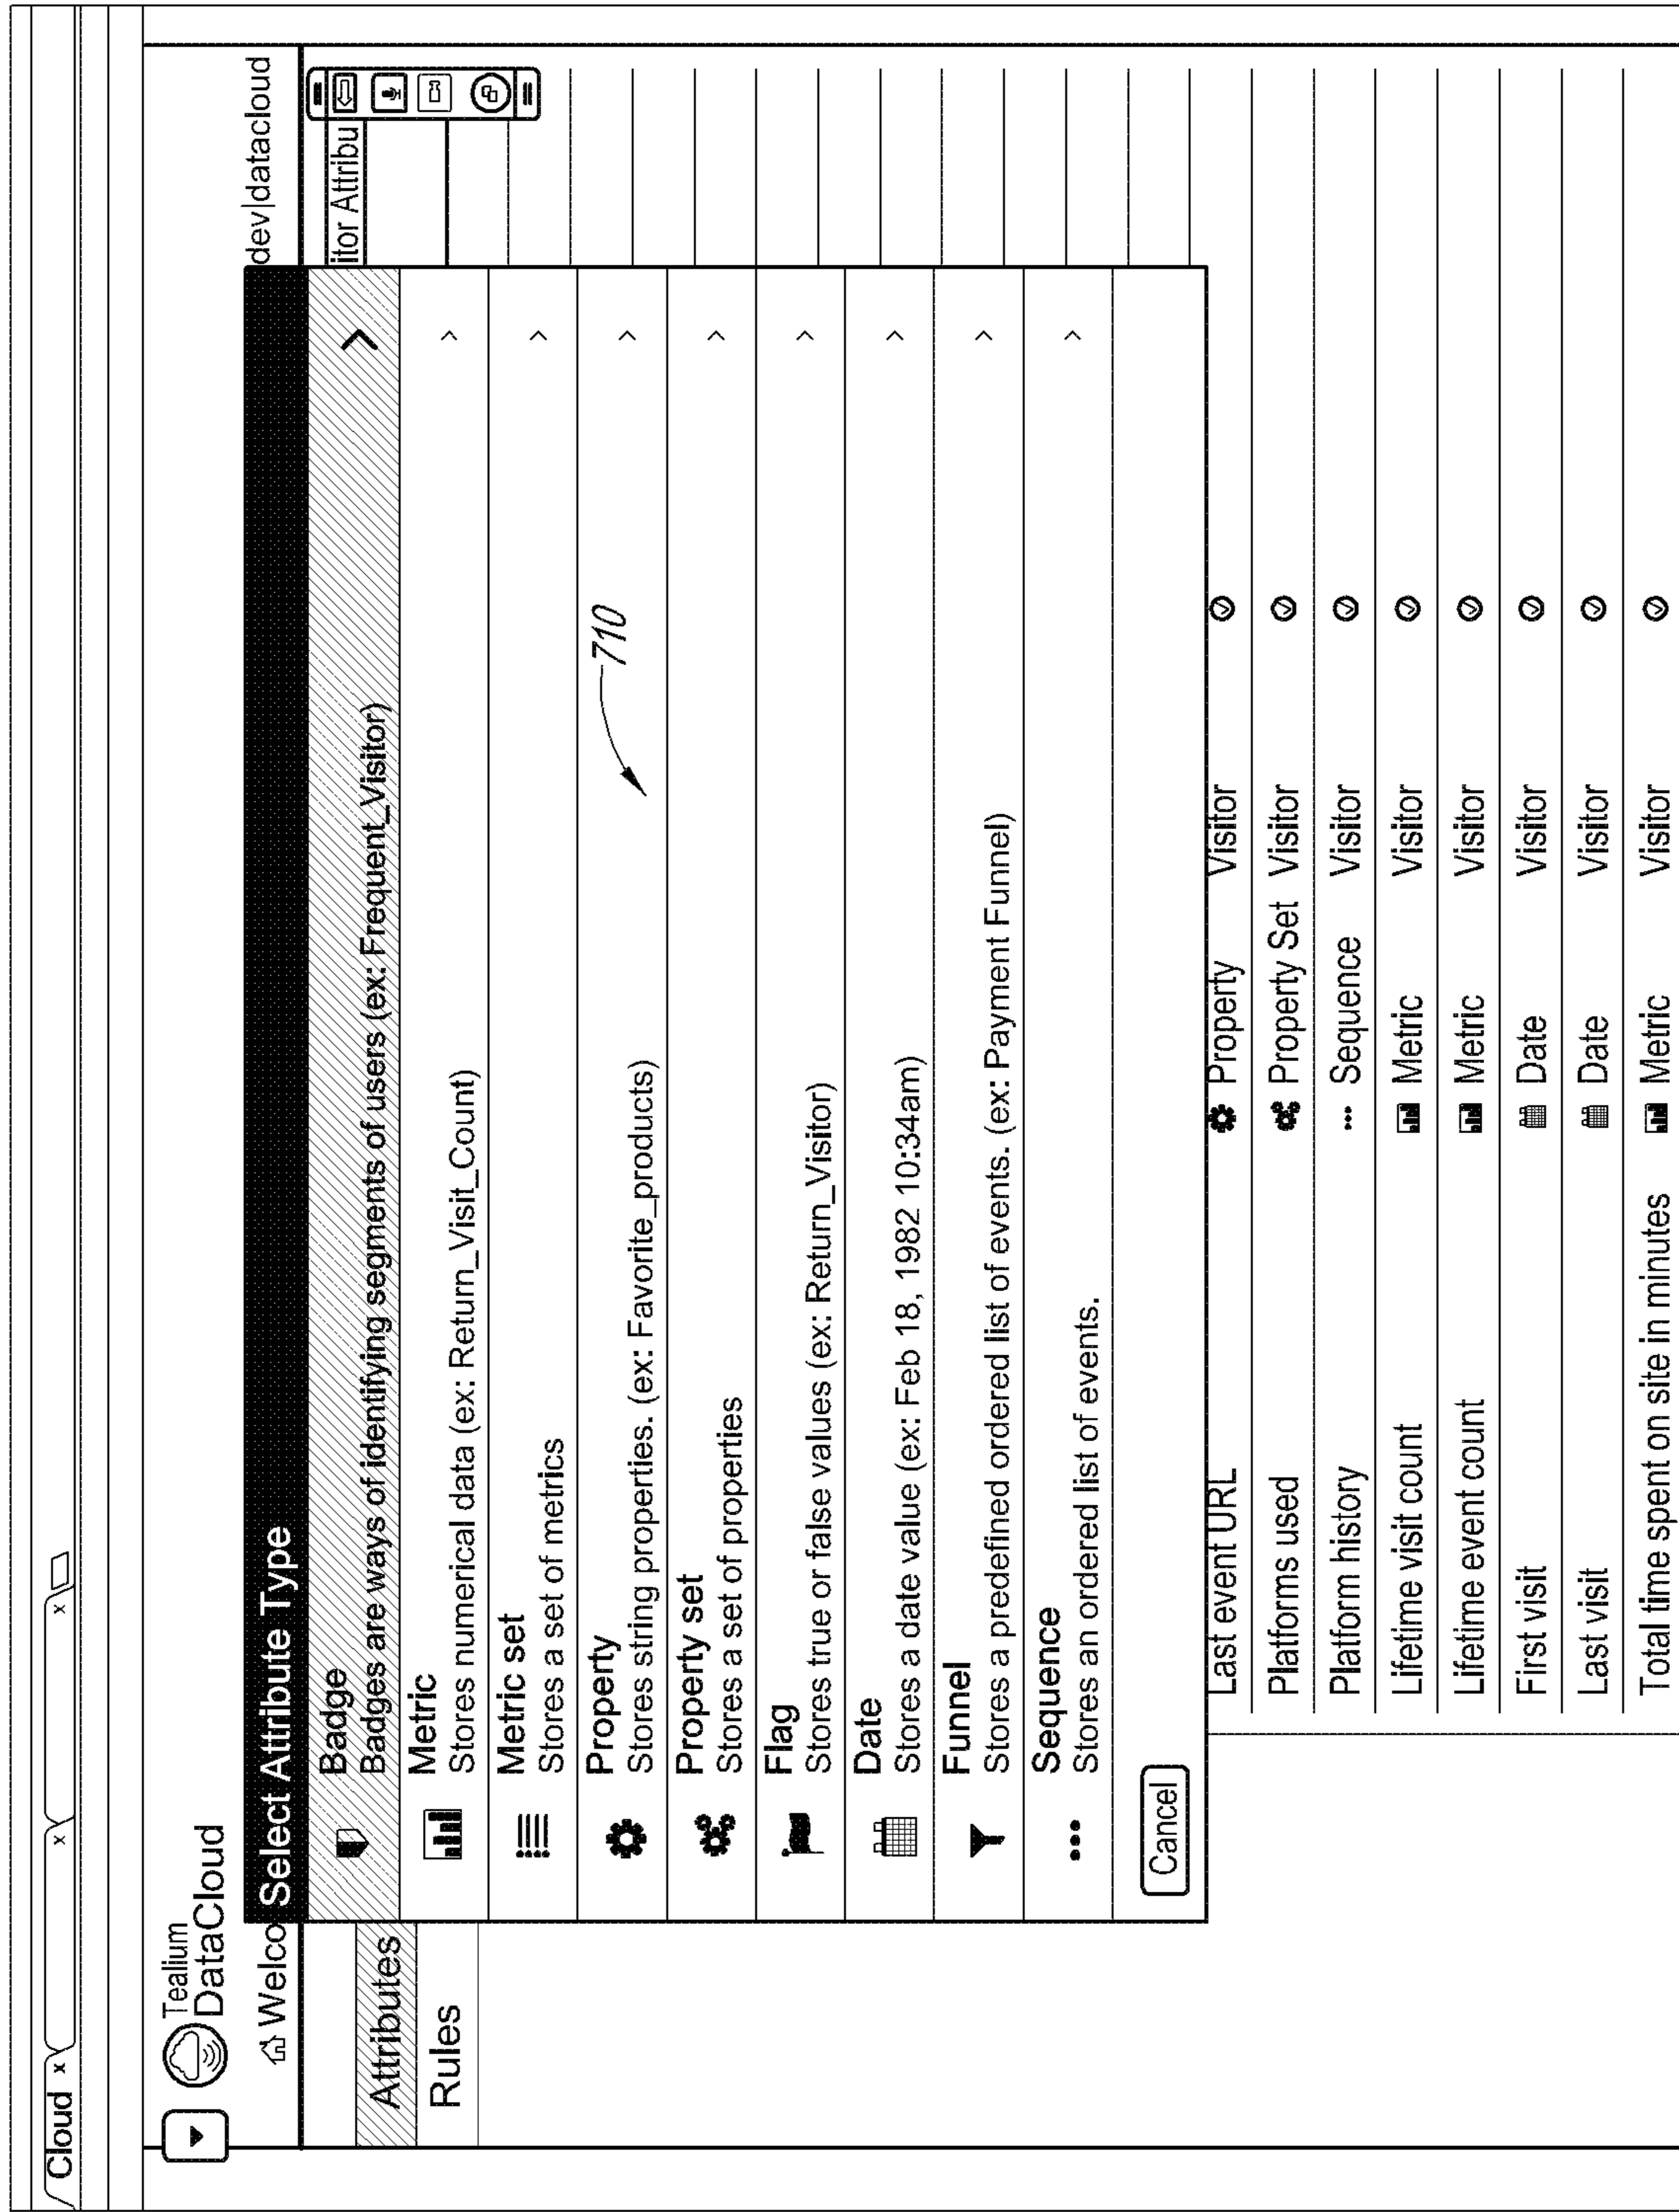 Cloud x
x
x
Tealium
DataCloud
Welco
dev|datacloud
Attributes
Rules
itor Attribu
Select Attribute Type
Badge
Badges are ways of identifying segments of users (ex: Frequent_Visitor)
Metric
Stores numerical data (ex: Return_Visit_Count)
Metric set
Stores a set of metrics
Property
Stores string properties. (ex: Favorite_products)
710
Property set
Stores a set of properties
Flag
Stores true or false values (ex: Return_Visitor)
Date
Stores a date value (ex: Feb 18, 1982 10:34am)
Funnel
Stores a predefined ordered list of events. (ex: Payment Funnel)
Sequence
Stores an ordered list of events.
Cancel
Last event URL Property Visitor
Platforms used Property Set Visitor
Platform history Sequence Visitor
Lifetime visit count Metric Visitor
Lifetime event count Metric Visitor
First visit Date Visitor
Last visit Date Visitor
Total time spent on site in minutes Metric Visitor